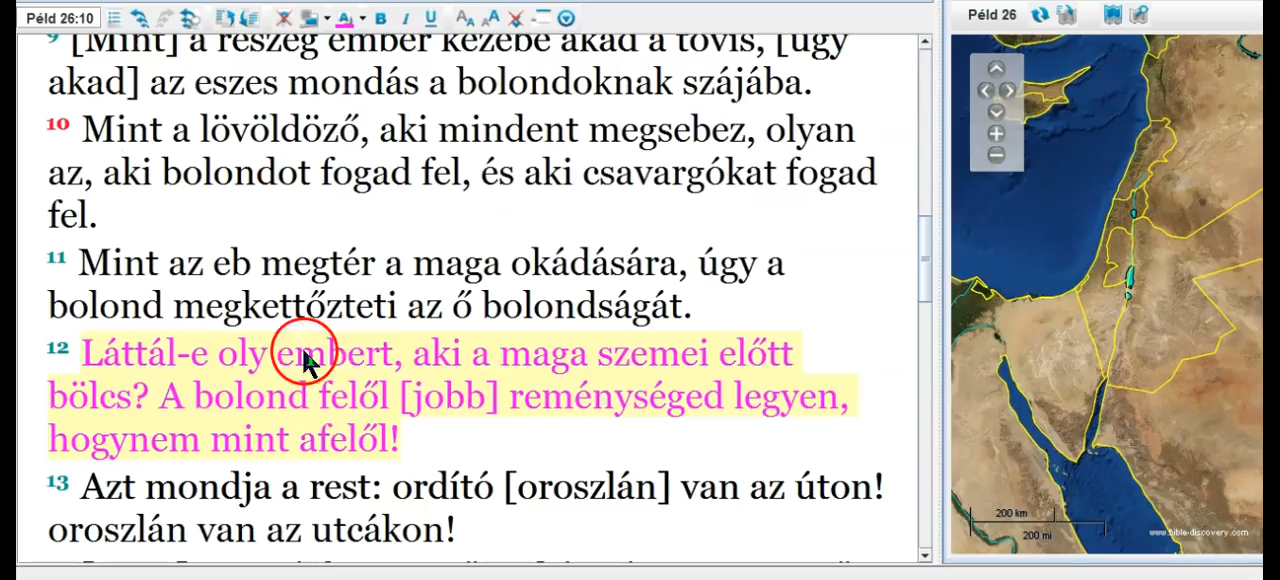 Péld 26:10
Péld 26
9 [Mint] a részeg ember kezébe akad a tövis, [úgy
akad] az eszes mondás a bolondoknak szájába.
10 Mint a lövöldöző, aki mindent megsebez, olyan
az, aki bolondot fogad fel, és aki csavargókat fogad
fel.
11 Mint az eb megtér a maga okádására, úgy a
bolond megkettőzteti az ő bolondságát.
12 Láttál-e oly embert, aki a maga szemei előtt
bölcs? A bolond felől [jobb] reménységed legyen,
hogynem mint afelől!
13 Azt mondja a rest: ordító [oroszlán] van az úton!
oroszlán van az utcákon!
200 km
200 mi
www.bible-discovery.com